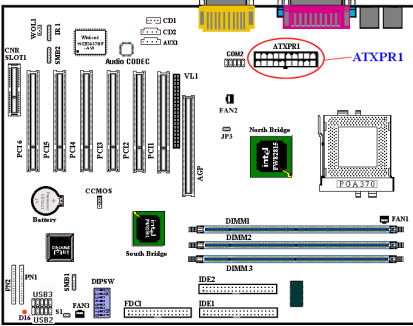 WOL1
IR1
SMB2
CNR
SLOT1
Winbond
Audio CODEC
CD1
CD2
AUX1
VL1
COM2
ATXPR1
ATXPR1
FAN2
JP3
North Bridge
intel
FW82815
PGA370
PCI6
PCI5
PCI4
PCI3
PCI2
PCI1
AGP
CCMOS
Battery
intel
South Bridge
DIMM1
DIMM2
DIMM3
FAN1
PN2
PN1
SMB1
DIPSW
USB3
USB2
D16
S1
FAN3
FDC1
IDE2
IDE1